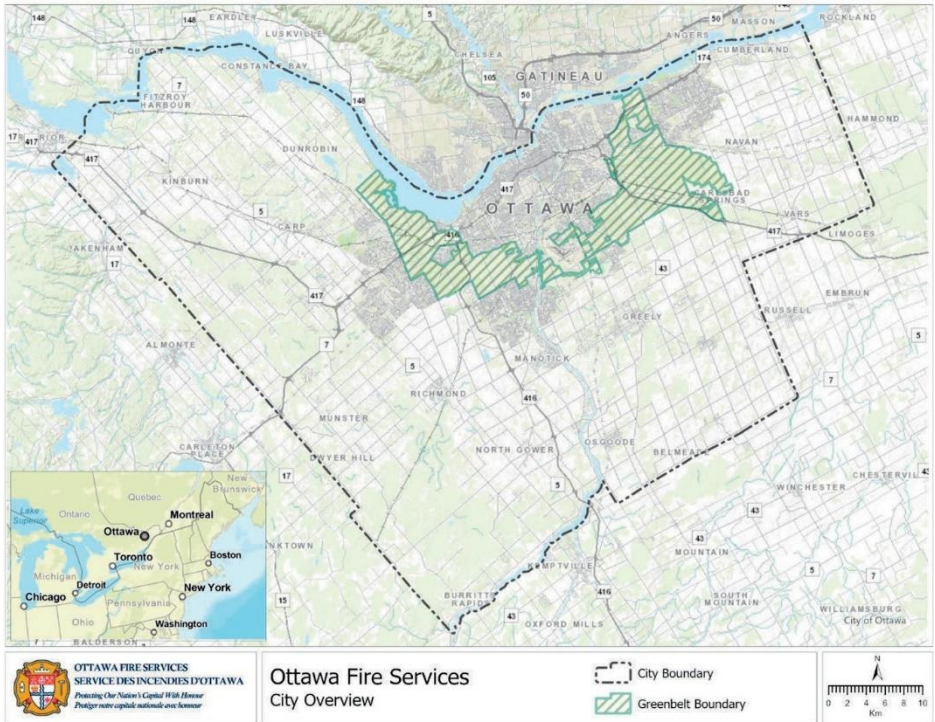 148
EARDLEY
148
LUSKVILLE
5
CHELSEA
50
ANGERS
MASSON
148
ROCKLAND
QUYON
CONSTANCE BAY
CUMBERLAND
174
7
FITZROY
HARBOUR
148
105
GATINEAU
50
HAMMOND
17
417
417
DUNROBIN
NAVAN
KINBURN
417
OTTAWA
CARLSBAD
SPRINGS
5
CARP
416
VARS
417
LIMOGES
PAKENHAM
17
43
417
EMBRUN
GREELY
RUSSELL
ALMONTE
7
5
MANOTICK
5
7
RICHMOND
416
MUNSTER
CARLETON
PLACE
DWYER HILL
NORTH GOWER
OSGOODE
BELMEADE
43
17
5
WINCHESTER
43
43
MOUNTAIN
KEMPTVILLE
15
416
BURRITTS
RAPIDS
43
OXFORD MILLS
SOUTH
MOUNTAIN
WILLIAMSBURG
City of Ottawa
BALDERSON
New
Brunswick
Quebec
Ontario
Lake
Superior
Montreal
Ottawa
Toronto
New York
Boston
Michigan
Detroit
Chicago
New York
Pennsylvania
Ohio
Washington
OTTAWA FIRE SERVICES
SERVICE DES INCENDIES D'OTTAWA
Protecting Our Nation's Capital With Honour
Protéger notre capitale nationale avec honneur
Ottawa Fire Services
City Overview
City Boundary
Greenbelt Boundary
N
0 2 4 6 8 10
Km